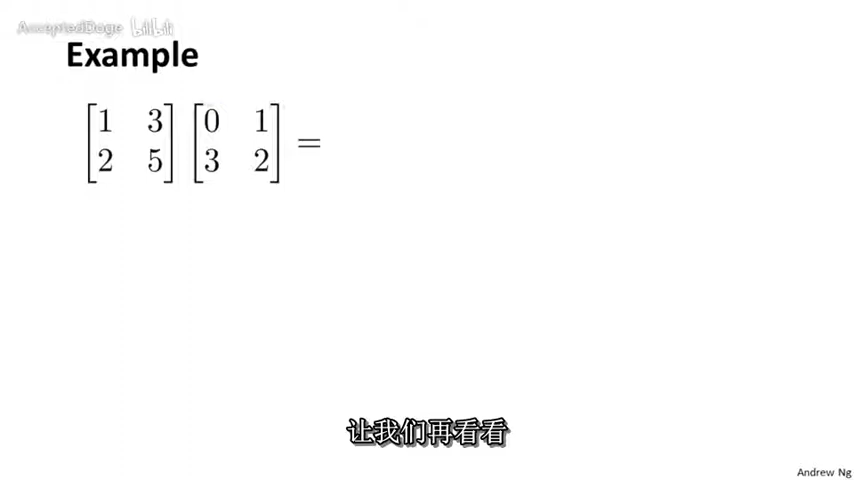 AcceptedDoge bilibili
Example
[1 3] [0 1] =
[2 5] [3 2]
让我们再看看
Andrew Ng